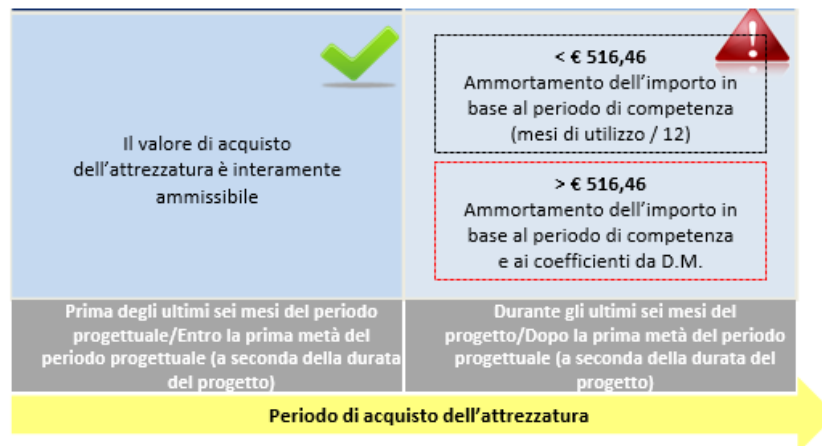 Il valore di acquisto
dell'attrezzatura è interamente
ammissibile
< € 516,46
Ammortamento dell'importo in
base al periodo di competenza
(mesi di utilizzo / 12)
> € 516,46
Ammortamento dell'importo in
base al periodo di competenza
e ai coefficienti da D.M.
Prima degli ultimi sei mesi del periodo
progettuale/Entro la prima metà del
periodo progettuale (a seconda della durata
del progetto)
Durante gli ultimi sei mesi del
progetto/Dopo la prima metà del periodo
progettuale (a seconda della durata del
progetto)
Periodo di acquisto dell'attrezzatura